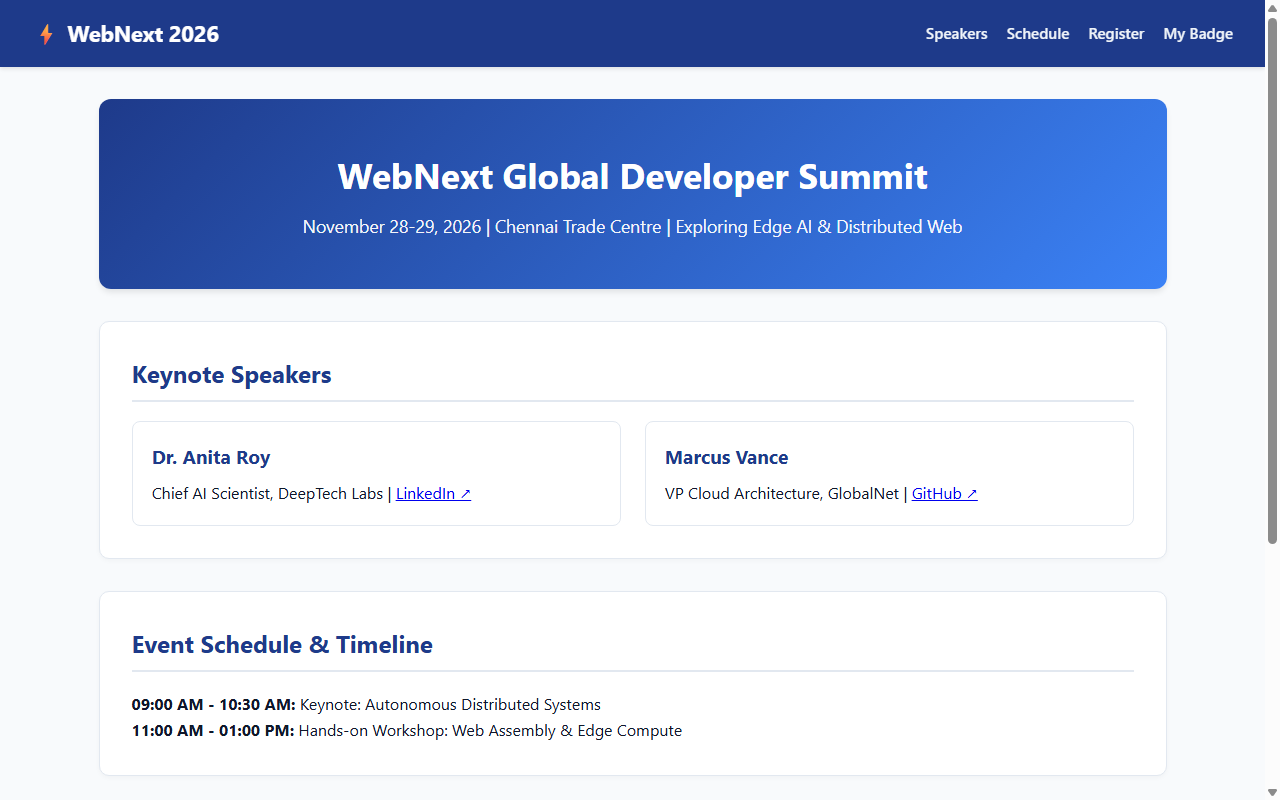 WebNext 2026
Speakers Schedule Register My Badge
WebNext Global Developer Summit
November 28-29, 2026 | Chennai Trade Centre | Exploring Edge AI & Distributed Web
Keynote Speakers
Dr. Anita Roy
Chief AI Scientist, DeepTech Labs | LinkedIn ↗
Marcus Vance
VP Cloud Architecture, GlobalNet | GitHub ↗
Event Schedule & Timeline
09:00 AM - 10:30 AM: Keynote: Autonomous Distributed Systems
11:00 AM - 01:00 PM: Hands-on Workshop: Web Assembly & Edge Compute